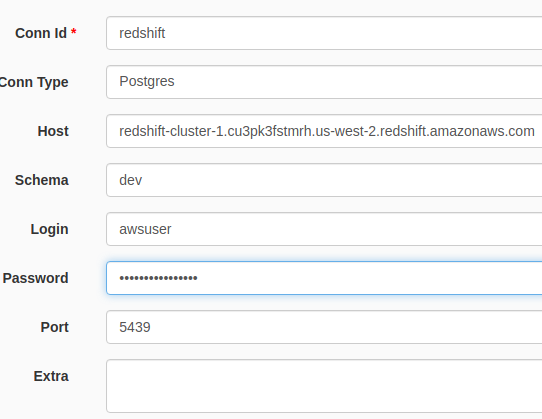 Conn Id * redshift
Conn Type Postgres
Host redshift-cluster-1.cu3pk3fstmrh.us-west-2.redshift.amazonaws.com
Schema dev
Login awsuser
Password ••••••••••••••••
Port 5439
Extra